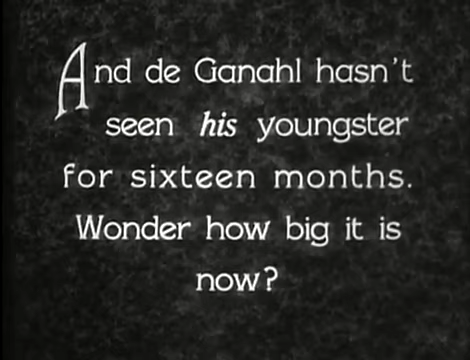 And de Ganahl hasn't
seen his youngster
for sixteen months.
Wonder how big it is
now?